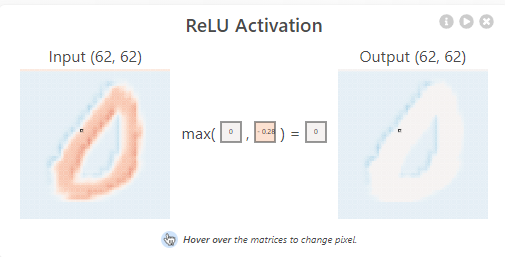 ReLU Activation
Input (62, 62)
Output (62, 62)
max( 0 , -0.28 ) = 0
Hover over the matrices to change pixel.